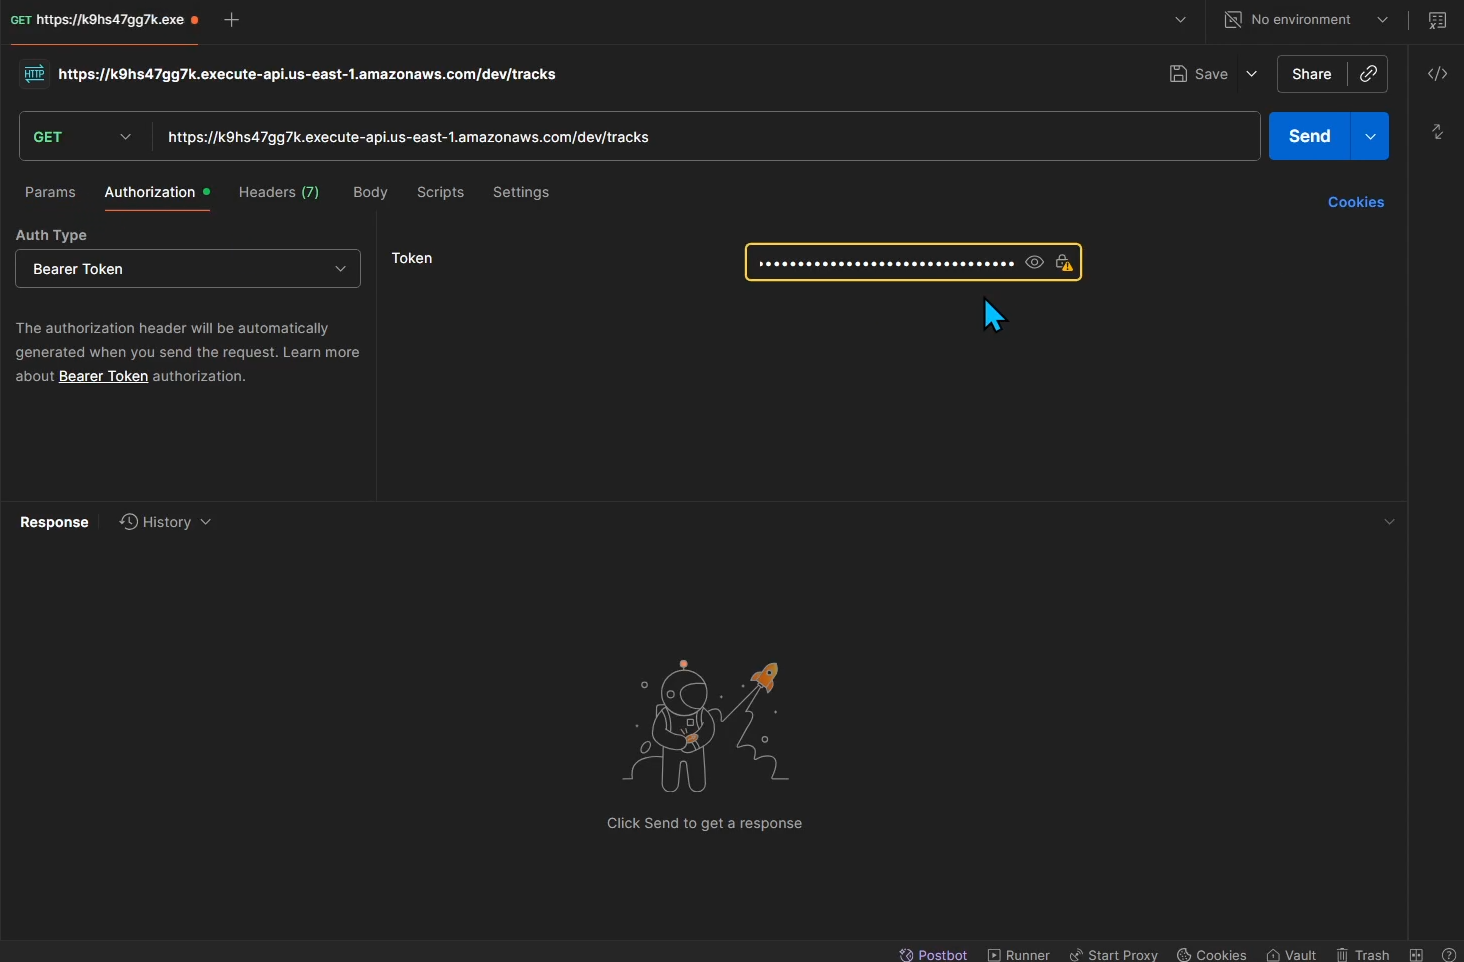 GET https://k9hs47gg7k.exe
No environment
HTTP https://k9hs47gg7k.execute-api.us-east-1.amazonaws.com/dev/tracks
Save
Share
GET https://k9hs47gg7k.execute-api.us-east-1.amazonaws.com/dev/tracks
Send
Params Authorization Headers (7) Body Scripts Settings
Cookies
Auth Type
Bearer Token
Token
The authorization header will be automatically
generated when you send the request. Learn more
about Bearer Token authorization.
Response History
Click Send to get a response
Postbot Runner Start Proxy Cookies Vault Trash